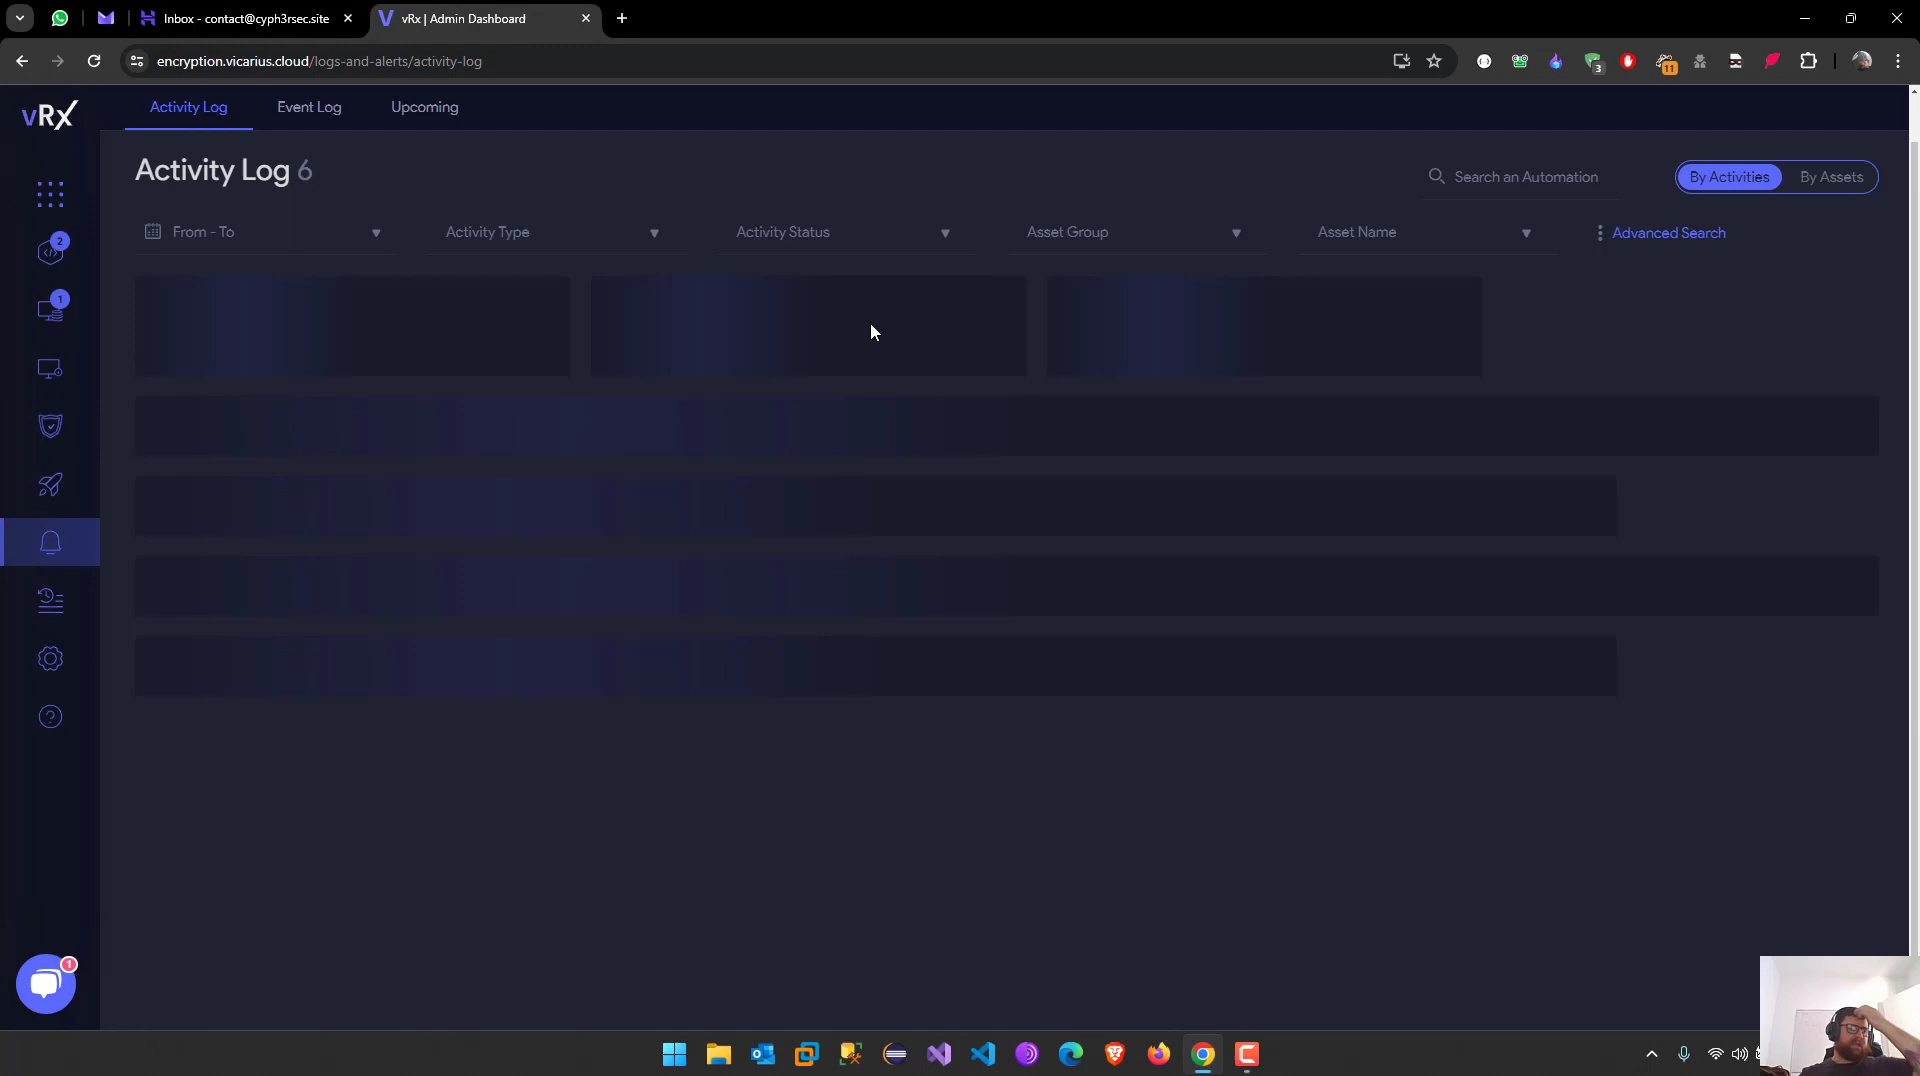 Inbox - contact@cyph3rsec.site
vRx | Admin Dashboard
encryption.vicarius.cloud/logs-and-alerts/activity-log
3
11
vRx
Activity Log
Event Log
Upcoming
Activity Log 6
Search an Automation
By Activities
By Assets
From - To
Activity Type
Activity Status
Asset Group
Asset Name
Advanced Search
2
1
1